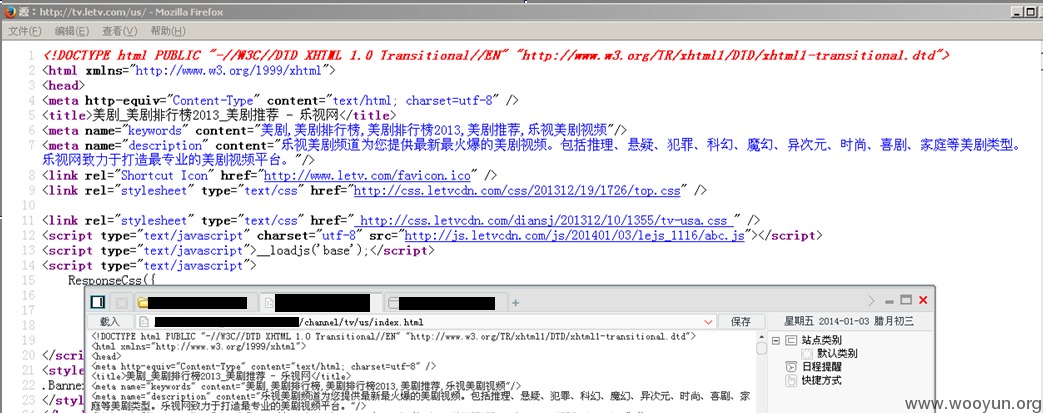 源：http://tv.letv.com/us/ - Mozilla Firefox
文件(F) 编辑(E) 查看(V) 帮助(H)
1 <!DOCTYPE html PUBLIC "-//W3C//DTD XHTML 1.0 Transitional//EN" "http://www.w3.org/TR/xhtml1/DTD/xhtml1-transitional.dtd">
2 <html xmlns="http://www.w3.org/1999/xhtml">
3 <head>
4 <meta http-equiv="Content-Type" content="text/html; charset=utf-8" />
5 <title>美剧_美剧排行榜2013_美剧推荐 - 乐视网</title>
6 <meta name="keywords" content="美剧,美剧排行榜,美剧排行榜2013,美剧推荐,乐视美剧视频"/>
7 <meta name="description" content="乐视美剧频道为您提供最新最火爆的美剧视频。包括推理、悬疑、犯罪、科幻、魔幻、异次元、时尚、喜剧、家庭等美剧类型。
乐视网致力于打造最专业的美剧视频平台。"/>
8 <link rel="Shortcut Icon" href="http://www.letv.com/favicon.ico" />
9 <link rel="stylesheet" type="text/css" href="http://css.letvcdn.com/css/201312/19/1726/top.css" />
10
11 <link rel="stylesheet" type="text/css" href=" http://css.letvcdn.com/diansj/201312/10/1355/tv-usa.css " />
12 <script type="text/javascript" charset="utf-8" src="http://js.letvcdn.com/js/201401/03/lejs_1116/abc.js"></script>
13 <script type="text/javascript">__loadjs('base');</script>
14 <script type="text/javascript">
15 ResponseCss({
16
17
18
19
20 </scri
21 <style
22 .Banner
23 </style
载入 /channel/tv/us/index.html 保存 星期五 2014-01-03 腊月初三
<!DOCTYPE html PUBLIC "-//W3C//DTD XHTML 1.0 Transitional//EN" "http://www.w3.org/TR/xhtml1/DTD/xhtml1-transitional.dtd">
<html xmlns="http://www.w3.org/1999/xhtml">
<head>
<meta http-equiv="Content-Type" content="text/html; charset=utf-8" />
<title>美剧_美剧排行榜2013_美剧推荐 - 乐视网</title>
<meta name="keywords" content="美剧,美剧排行榜,美剧排行榜2013,美剧推荐,乐视美剧视频"/>
<meta name="description" content="乐视美剧频道为您提供最新最火爆的美剧视频。包括推理、悬疑、犯罪、科幻、魔幻、异次元、时尚、喜剧、家
庭等美剧类型。乐视网致力于打造最专业的美剧视频平台。"/>
站点类别
默认类别
日程提醒
快捷方式
www.wooyun.org